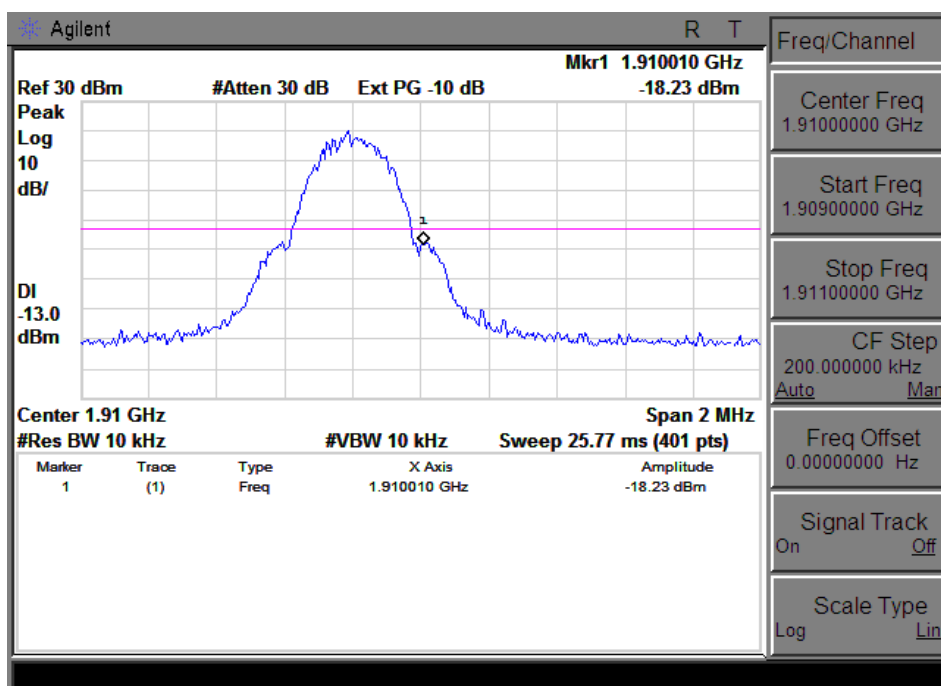 Agilent R T
Freq/Channel
Mkr1 1.910010 GHz
Ref 30 dBm #Atten 30 dB Ext PG -10 dB -18.23 dBm
Peak
Log
10
dB/
1
DI
-13.0
dBm
Center 1.91 GHz Span 2 MHz
#Res BW 10 kHz #VBW 10 kHz Sweep 25.77 ms (401 pts)
Marker Trace Type X Axis Amplitude
1 (1) Freq 1.910010 GHz -18.23 dBm
Center Freq
1.91000000 GHz
Start Freq
1.90900000 GHz
Stop Freq
1.91100000 GHz
CF Step
200.000000 kHz
Auto Man
Freq Offset
0.00000000 Hz
Signal Track
On Off
Scale Type
Log Lin